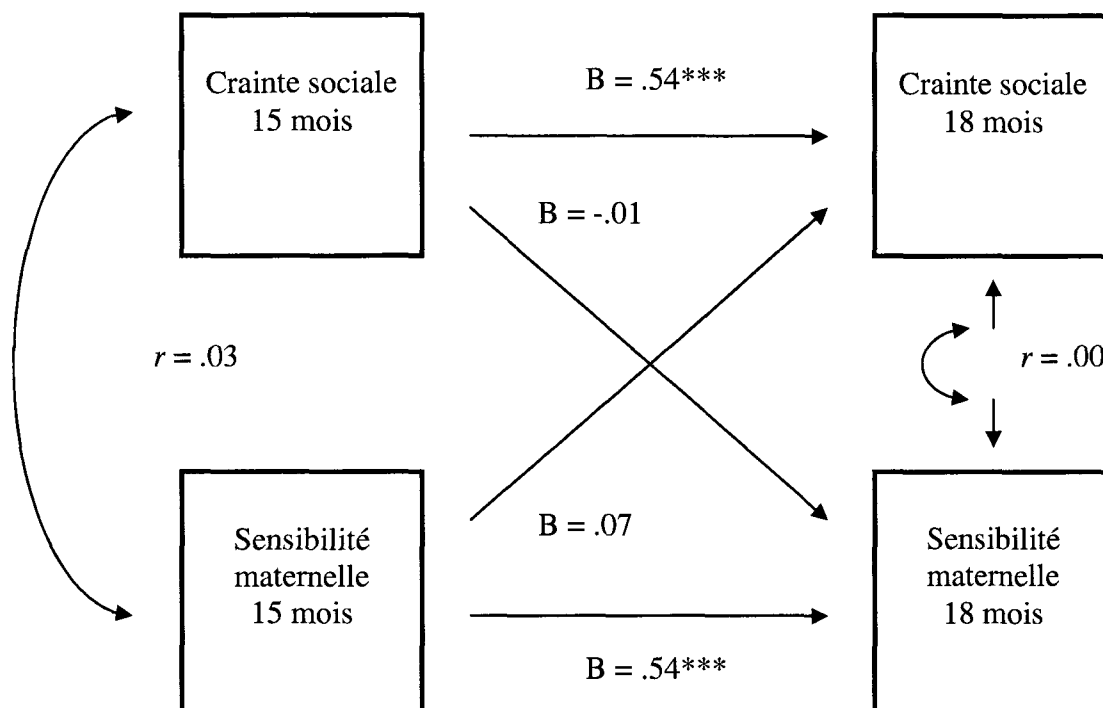 Crainte sociale
15 mois
B = .54***
Crainte sociale
18 mois
B = -.01
r = .03
r = .00
Sensibilité
maternelle
15 mois
B = .07
Sensibilité
maternelle
18 mois
B = .54***